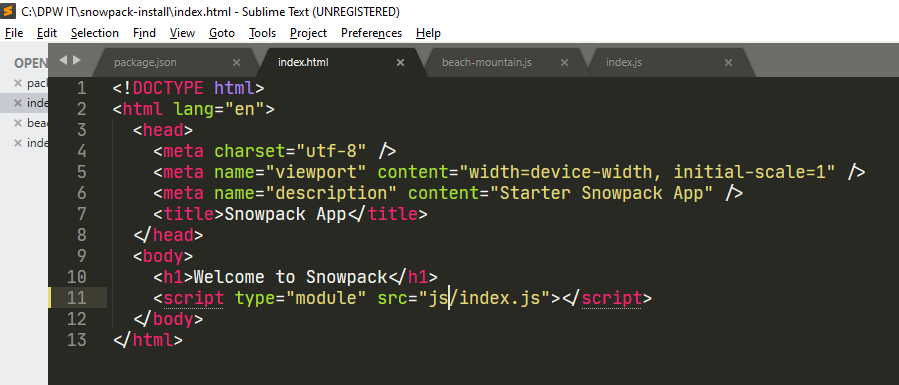 C:\DPW IT\snowpack-install\index.html - Sublime Text (UNREGISTERED)
File Edit Selection Find View Goto Tools Project Preferences Help
OPEN
package.json index.html beach-mountain.js index.js
pac
inde
bea
inde
1 <!DOCTYPE html>
2 <html lang="en">
3 <head>
4 <meta charset="utf-8" />
5 <meta name="viewport" content="width=device-width, initial-scale=1" />
6 <meta name="description" content="Starter Snowpack App" />
7 <title>Snowpack App</title>
8 </head>
9 <body>
10 <h1>Welcome to Snowpack</h1>
11 <script type="module" src="js/index.js"></script>
12 </body>
13 </html>